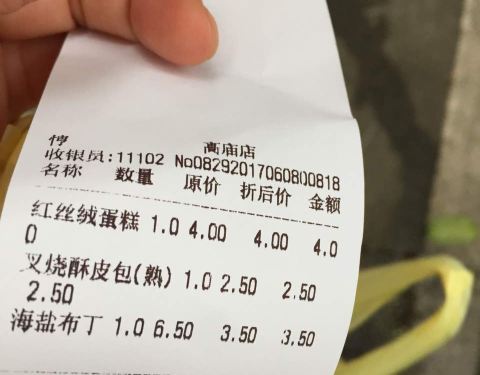 高庙店
收银员:11102 No08292017060800818
名称 数量 原价 折后价 金额
红丝绒蛋糕 1.0 4.00 4.00 4.0
0
叉烧酥皮包(熟) 1.0 2.50 2.50
2.50
海盐布丁 1.0 6.50 3.50 3.50